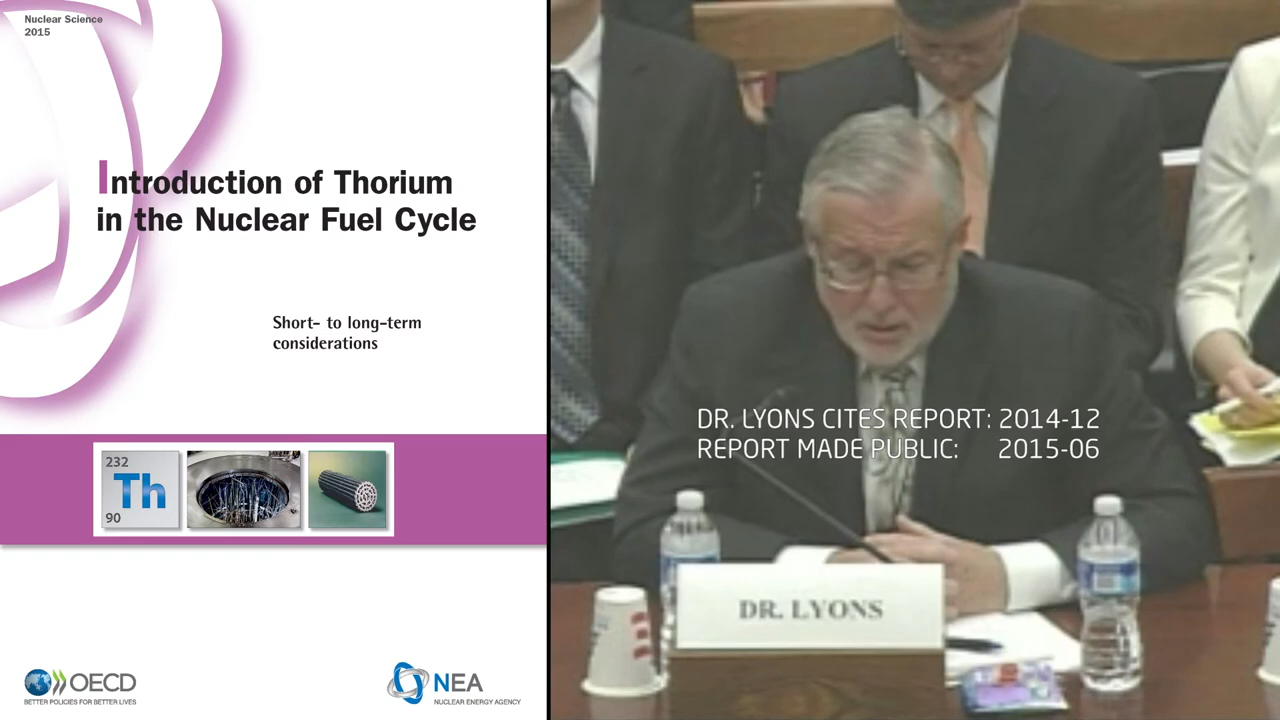 Nuclear Science
2015
Introduction of Thorium
in the Nuclear Fuel Cycle
Short- to long-term
considerations
232
Th
90
OECD
BETTER POLICIES FOR BETTER LIVES
NEA
NUCLEAR ENERGY AGENCY
DR. LYONS CITES REPORT: 2014-12
REPORT MADE PUBLIC: 2015-06
DR. LYONS